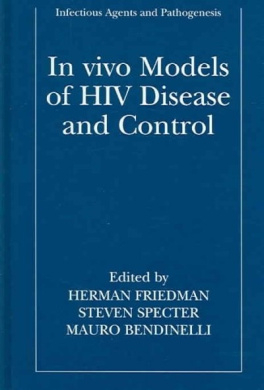 Infectious Agents and Pathogenesis
In vivo Models
of HIV Disease
and Control
Edited by
HERMAN FRIEDMAN
STEVEN SPECTER
MAURO BENDINELLI